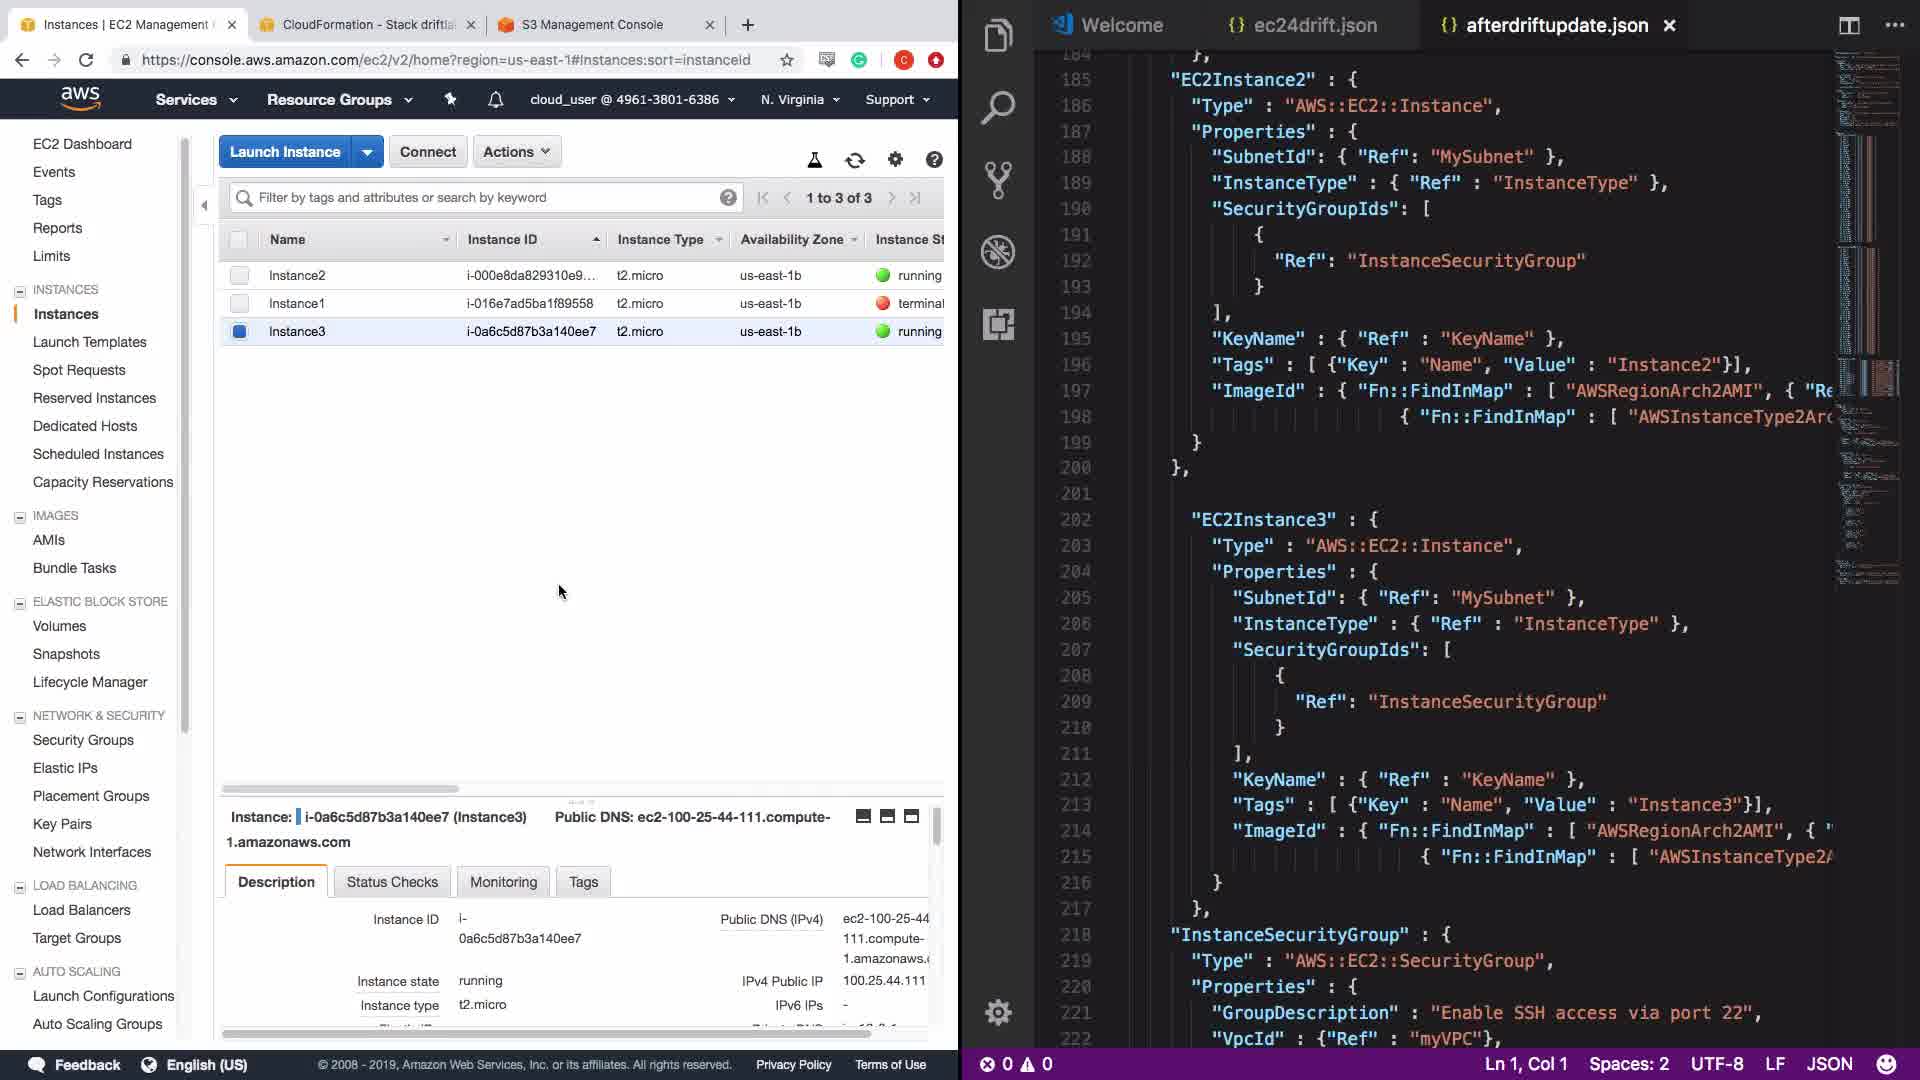 Instances | EC2 Management
CloudFormation - Stack driftla
S3 Management Console
https://console.aws.amazon.com/ec2/v2/home?region=us-east-1#Instances:sort=instanceId
C
aws
Services
Resource Groups
cloud_user @ 4961-3801-6386
N. Virginia
Support
EC2 Dashboard
Events
Tags
Reports
Limits
INSTANCES
Instances
Launch Templates
Spot Requests
Reserved Instances
Dedicated Hosts
Scheduled Instances
Capacity Reservations
IMAGES
AMIs
Bundle Tasks
ELASTIC BLOCK STORE
Volumes
Snapshots
Lifecycle Manager
NETWORK & SECURITY
Security Groups
Elastic IPs
Placement Groups
Key Pairs
Network Interfaces
LOAD BALANCING
Load Balancers
Target Groups
AUTO SCALING
Launch Configurations
Auto Scaling Groups
Launch Instance
Connect
Actions
Filter by tags and attributes or search by keyword
1 to 3 of 3
Name Instance ID Instance Type Availability Zone Instance St
Instance2 i-000e8da829310e9... t2.micro us-east-1b running
Instance1 i-016e7ad5ba1f89558 t2.micro us-east-1b terminat
Instance3 i-0a6c5d87b3a140ee7 t2.micro us-east-1b running
Instance: i-0a6c5d87b3a140ee7 (Instance3) Public DNS: ec2-100-25-44-111.compute-
1.amazonaws.com
Description
Status Checks
Monitoring
Tags
Instance ID i-
0a6c5d87b3a140ee7
Public DNS (IPv4) ec2-100-25-44
111.compute-
1.amazonaws.c
Instance state running
IPv4 Public IP 100.25.44.111
Instance type t2.micro
IPv6 IPs -
Feedback
English (US)
© 2008 - 2019, Amazon Web Services, Inc. or its affiliates. All rights reserved.
Privacy Policy
Terms of Use
Welcome
{} ec24drift.json
{} afterdriftupdate.json
184 },
185 "EC2Instance2" : {
186 "Type" : "AWS::EC2::Instance",
187 "Properties" : {
188 "SubnetId": { "Ref": "MySubnet" },
189 "InstanceType" : { "Ref" : "InstanceType" },
190 "SecurityGroupIds": [
191 {
192 "Ref": "InstanceSecurityGroup"
193 }
194 ],
195 "KeyName" : { "Ref" : "KeyName" },
196 "Tags" : [ {"Key" : "Name", "Value" : "Instance2"}],
197 "ImageId" : { "Fn::FindInMap" : [ "AWSRegionArch2AMI", { "Re
198 { "Fn::FindInMap" : [ "AWSInstanceType2Arc
199 }
200 },
201
202 "EC2Instance3" : {
203 "Type" : "AWS::EC2::Instance",
204 "Properties" : {
205 "SubnetId": { "Ref": "MySubnet" },
206 "InstanceType" : { "Ref" : "InstanceType" },
207 "SecurityGroupIds": [
208 {
209 "Ref": "InstanceSecurityGroup"
210 }
211 ],
212 "KeyName" : { "Ref" : "KeyName" },
213 "Tags" : [ {"Key" : "Name", "Value" : "Instance3"}],
214 "ImageId" : { "Fn::FindInMap" : [ "AWSRegionArch2AMI", { "
215 { "Fn::FindInMap" : [ "AWSInstanceType2A
216 }
217 },
218 "InstanceSecurityGroup" : {
219 "Type" : "AWS::EC2::SecurityGroup",
220 "Properties" : {
221 "GroupDescription" : "Enable SSH access via port 22",
222 "VpcId" : {"Ref" : "myVPC"},
0 0
Ln 1, Col 1
Spaces: 2
UTF-8
LF
JSON